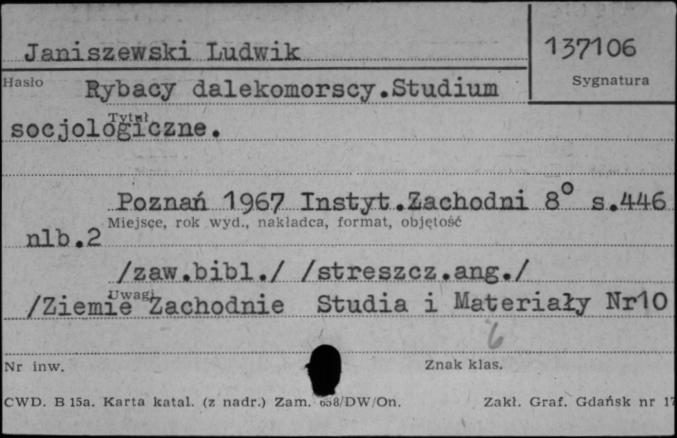 Janiszewski Ludwik
137106
Hasło
Sygnatura
Rybacy dalekomorscy.Studium
Tytuł
socjologiczne.
Poznań 1967 Instyt.Zachodni 8° s.446
Miejsce, rok wyd., nakładca, format, objętość
nlb.2
/zaw.bibl./ /streszcz.ang./
Uwagi
/Ziemie Zachodnie Studia i Materiały Nr10
6
Nr inw.
Znak klas.
CWD. B 15a. Karta katal. (z nadr.) Zam. 658/DW/On.
Zakł. Graf. Gdańsk nr